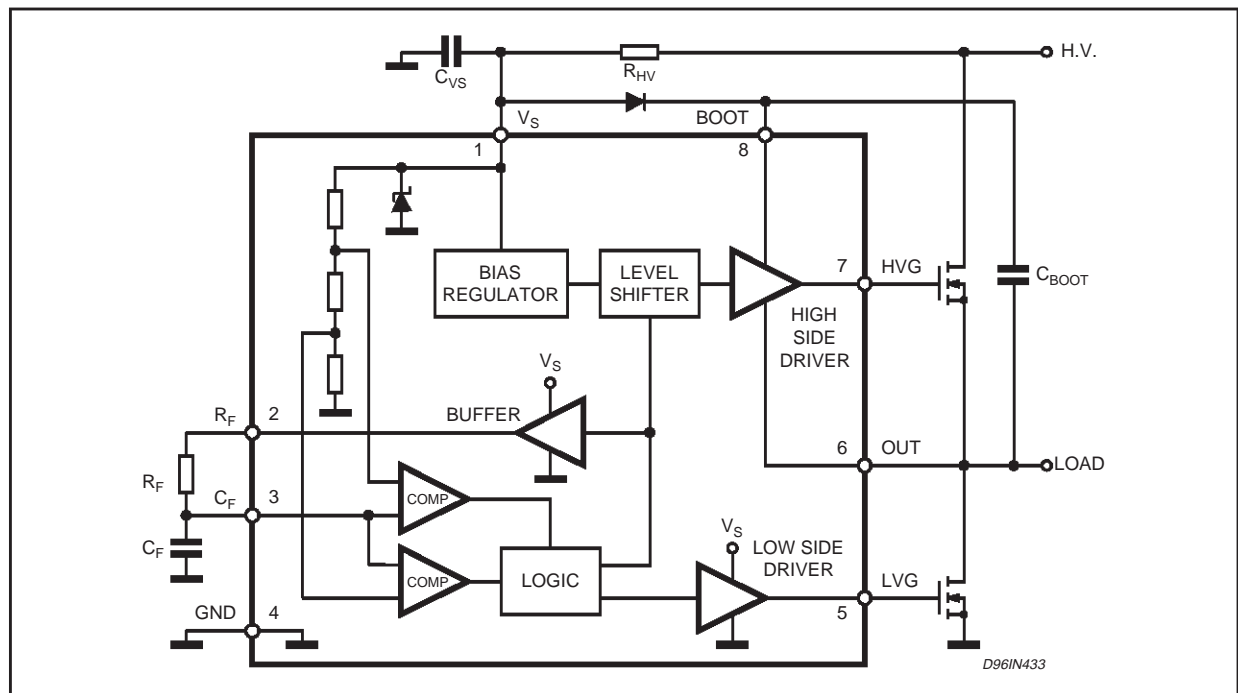 H.V.
C_VS
R_HV
V_S
BOOT
1
8
BIAS
REGULATOR
LEVEL
SHIFTER
7
HVG
C_BOOT
HIGH
SIDE
DRIVER
V_S
R_F
2
BUFFER
6
OUT
LOAD
R_F
C_F
3
COMP
V_S
LOW SIDE
DRIVER
C_F
COMP
LOGIC
LVG
GND
4
5
D96IN433